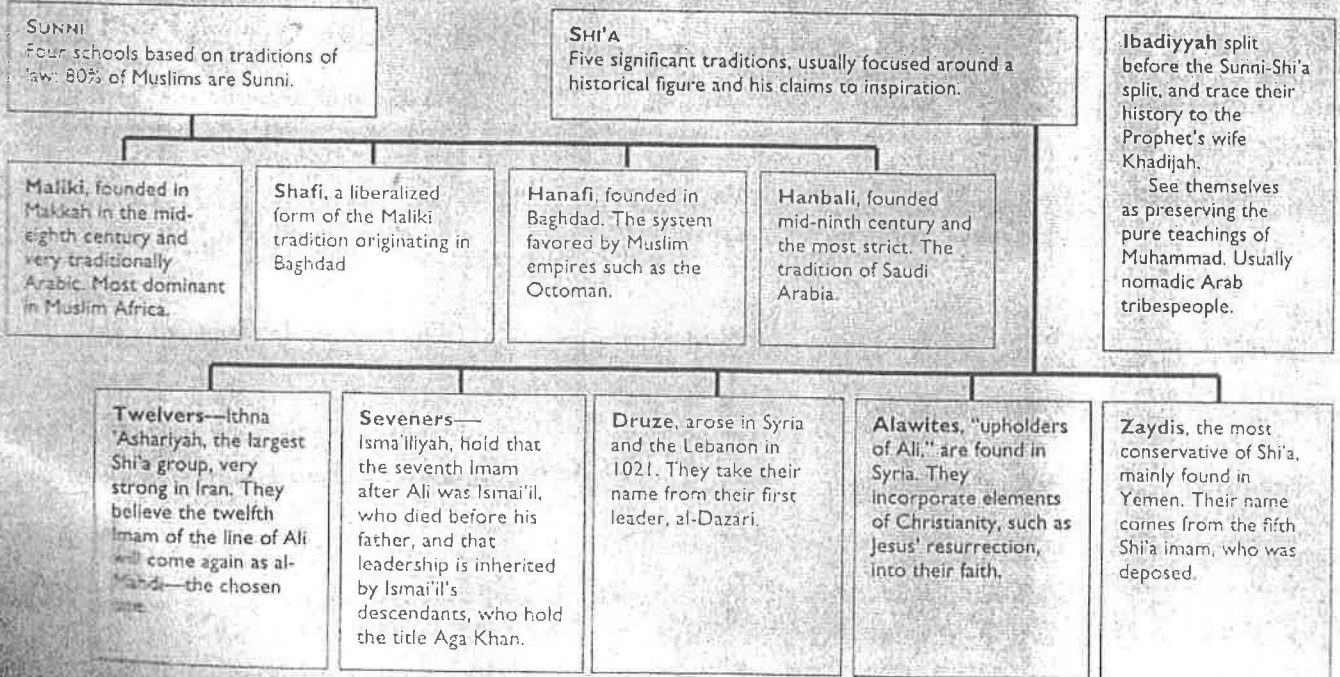 SUNNI
Four schools based on traditions of
law: 80% of Muslims are Sunni.
SHI'A
Five significant traditions, usually focused around a
historical figure and his claims to inspiration.
Ibadiyyah split
before the Sunni-Shi'a
split, and trace their
history to the
Prophet's wife
Khadijah.
See themselves
as preserving the
pure teachings of
Muhammad. Usually
nomadic Arab
tribespeople.
Maliki, founded in
Makkah in the mid-
eighth century and
very traditionally
Arabic. Most dominant
in Muslim Africa.
Shafi, a liberalized
form of the Maliki
tradition originating in
Baghdad
Hanafi, founded in
Baghdad. The system
favored by Muslim
empires such as the
Ottoman.
Hanbali, founded
mid-ninth century and
the most strict. The
tradition of Saudi
Arabia.
Twelvers—Ithna
'Ashariyah, the largest
Shi'a group, very
strong in Iran. They
believe the twelfth
Imam of the line of Ali
will come again as al-
Mahdi—the chosen
one.
Seveners—
Isma'iliyah, hold that
the seventh Imam
after Ali was Ismai'il,
who died before his
father, and that
leadership is inherited
by Ismai'il's
descendants, who hold
the title Aga Khan.
Druze, arose in Syria
and the Lebanon in
1021. They take their
name from their first
leader, al-Dazari.
Alawites, "upholders
of Ali," are found in
Syria. They
incorporate elements
of Christianity, such as
Jesus' resurrection,
into their faith.
Zaydis, the most
conservative of Shi'a,
mainly found in
Yemen. Their name
comes from the fifth
Shi'a imam, who was
deposed.